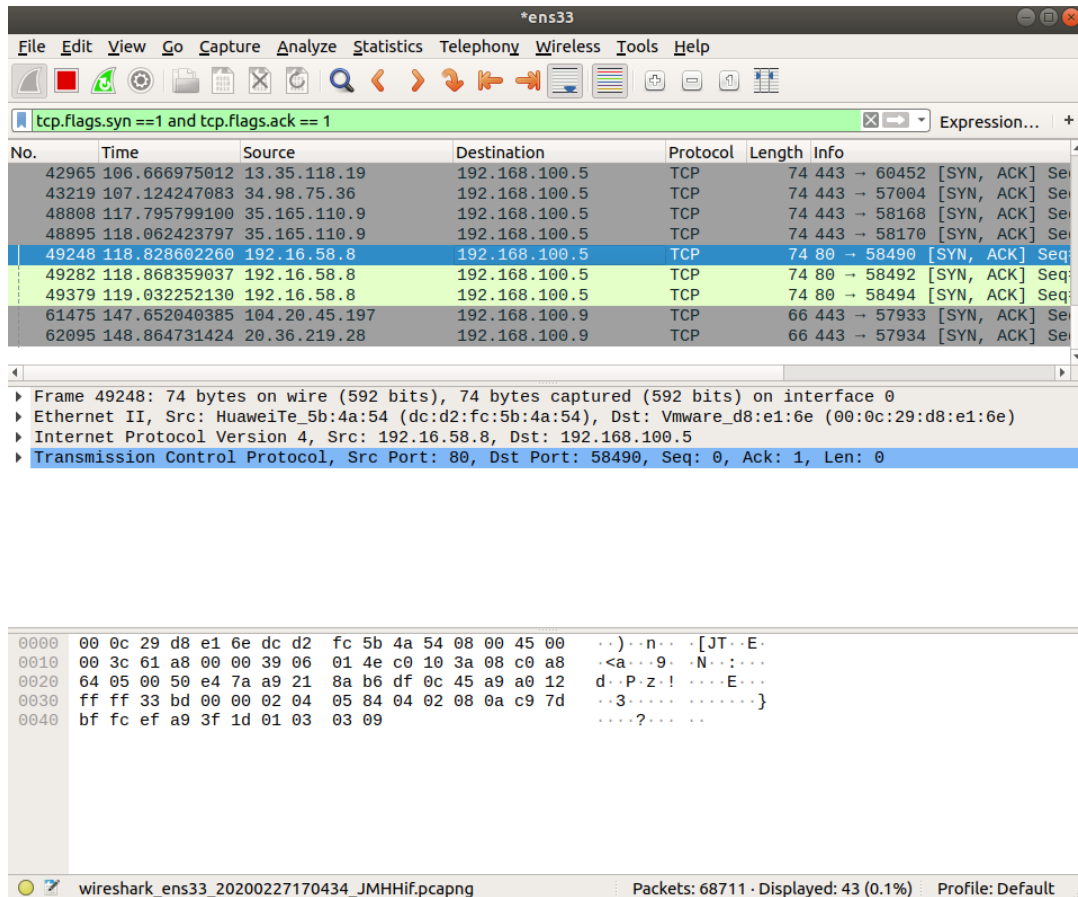 *ens33
File Edit View Go Capture Analyze Statistics Telephony Wireless Tools Help
tcp.flags.syn ==1 and tcp.flags.ack == 1 Expression… +
No. Time Source Destination Protocol Length Info
42965 106.666975012 13.35.118.19 192.168.100.5 TCP 74 443 → 60452 [SYN, ACK] Se
43219 107.124247083 34.98.75.36 192.168.100.5 TCP 74 443 → 57004 [SYN, ACK] Se
48808 117.795799100 35.165.110.9 192.168.100.5 TCP 74 443 → 58168 [SYN, ACK] Se
48895 118.062423797 35.165.110.9 192.168.100.5 TCP 74 443 → 58170 [SYN, ACK] Se
49248 118.828602260 192.16.58.8 192.168.100.5 TCP 74 80 → 58490 [SYN, ACK] Seq
49282 118.868359037 192.16.58.8 192.168.100.5 TCP 74 80 → 58492 [SYN, ACK] Seq
49379 119.032252130 192.16.58.8 192.168.100.5 TCP 74 80 → 58494 [SYN, ACK] Seq
61475 147.652040385 104.20.45.197 192.168.100.9 TCP 66 443 → 57933 [SYN, ACK] Se
62095 148.864731424 20.36.219.28 192.168.100.9 TCP 66 443 → 57934 [SYN, ACK] Se
Frame 49248: 74 bytes on wire (592 bits), 74 bytes captured (592 bits) on interface 0
Ethernet II, Src: HuaweiTe_5b:4a:54 (dc:d2:fc:5b:4a:54), Dst: Vmware_d8:e1:6e (00:0c:29:d8:e1:6e)
Internet Protocol Version 4, Src: 192.16.58.8, Dst: 192.168.100.5
Transmission Control Protocol, Src Port: 80, Dst Port: 58490, Seq: 0, Ack: 1, Len: 0
0000 00 0c 29 d8 e1 6e dc d2 fc 5b 4a 54 08 00 45 00 ··)··n·· ·[JT··E·
0010 00 3c 61 a8 00 00 39 06 01 4e c0 10 3a 08 c0 a8 ·<a···9· ·N··:···
0020 64 05 00 50 e4 7a a9 21 8a b6 df 0c 45 a9 a0 12 d··P·z·! ····E···
0030 ff ff 33 bd 00 00 02 04 05 84 04 02 08 0a c9 7d ··3····· ·······}
0040 bf fc ef a9 3f 1d 01 03 03 09 ····?··· ··
wireshark_ens33_20200227170434_JMHHif.pcapng Packets: 68711 · Displayed: 43 (0.1%) Profile: Default